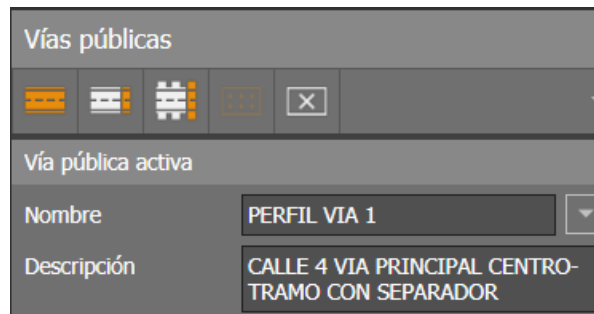 Vías públicas
Vía pública activa
Nombre
PERFIL VIA 1
Descripción
CALLE 4 VIA PRINCIPAL CENTRO-
TRAMO CON SEPARADOR